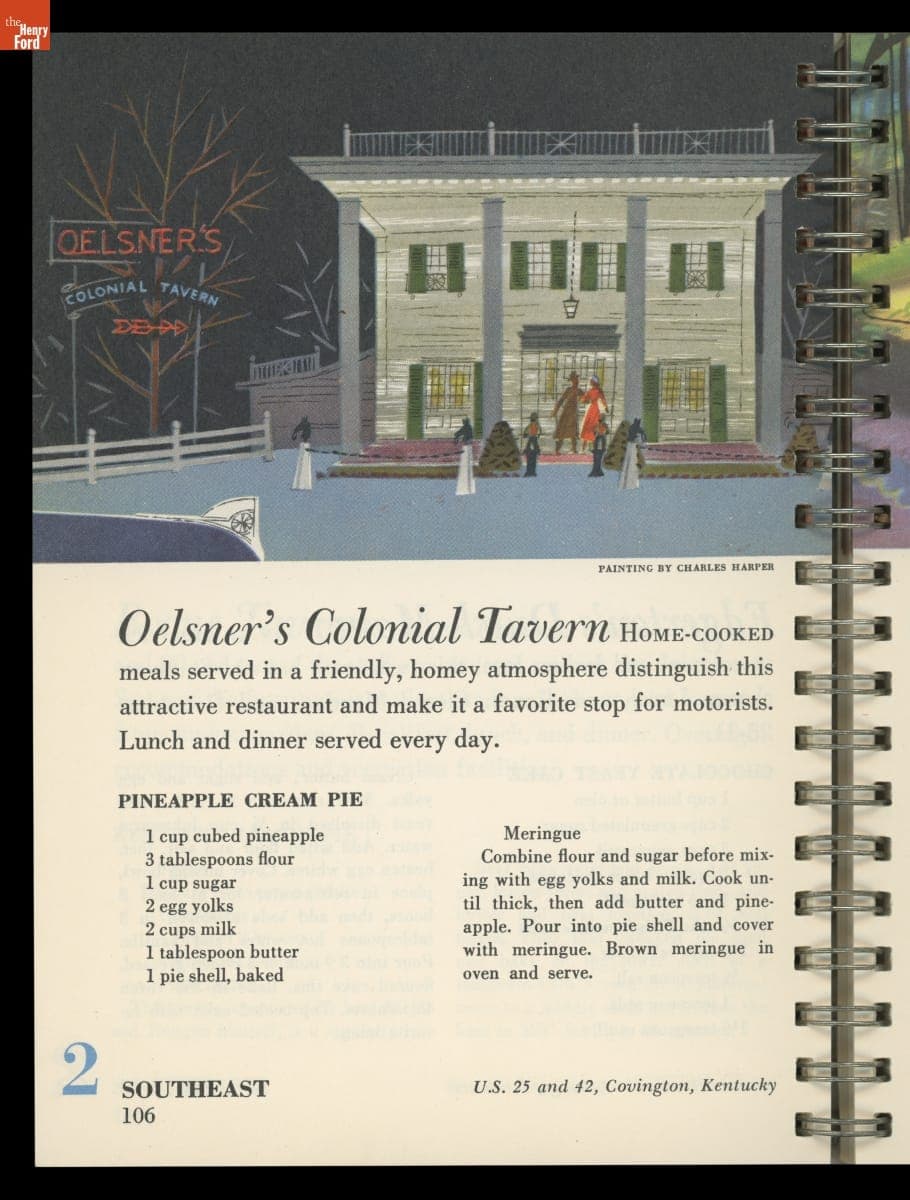 the
Henry
Ford
OELSNER'S
COLONIAL TAVERN
PAINTING BY CHARLES HARPER
Oelsner's Colonial Tavern HOME-COOKED
meals served in a friendly, homey atmosphere distinguish this
attractive restaurant and make it a favorite stop for motorists.
Lunch and dinner served every day.
PINEAPPLE CREAM PIE
1 cup cubed pineapple
3 tablespoons flour
1 cup sugar
2 egg yolks
2 cups milk
1 tablespoon butter
1 pie shell, baked
Meringue
Combine flour and sugar before mix-
ing with egg yolks and milk. Cook un-
til thick, then add butter and pine-
apple. Pour into pie shell and cover
with meringue. Brown meringue in
oven and serve.
2 SOUTHEAST
106
U.S. 25 and 42, Covington, Kentucky